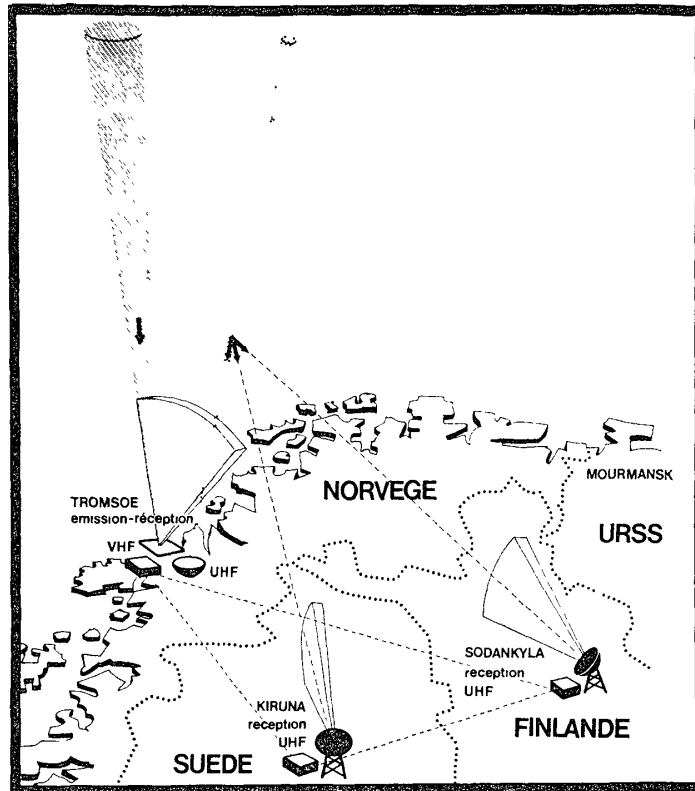 NORVEGE
MOURMANSK
URSS
TROMSOE
emission-réception
VHF
UHF
SODANKYLA
reception
UHF
KIRUNA
reception
UHF
FINLANDE
SUEDE